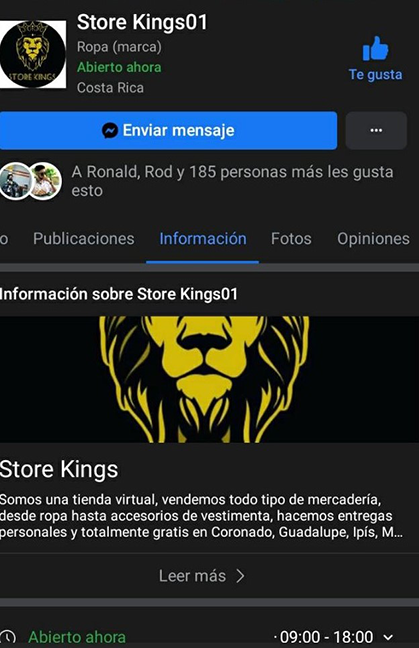 Store Kings01
Ropa (marca)
Abierto ahora
Costa Rica
STORE KINGS
Te gusta
Enviar mensaje
A Ronald, Rod y 185 personas más les gusta
esto
o Publicaciones Información Fotos Opiniones
Información sobre Store Kings01
Store Kings
Somos una tienda virtual, vendemos todo tipo de mercadería,
desde ropa hasta accesorios de vestimenta, hacemos entregas
personales y totalmente gratis en Coronado, Guadalupe, Ipís, M...
Leer más
Abierto ahora · 09:00 - 18:00